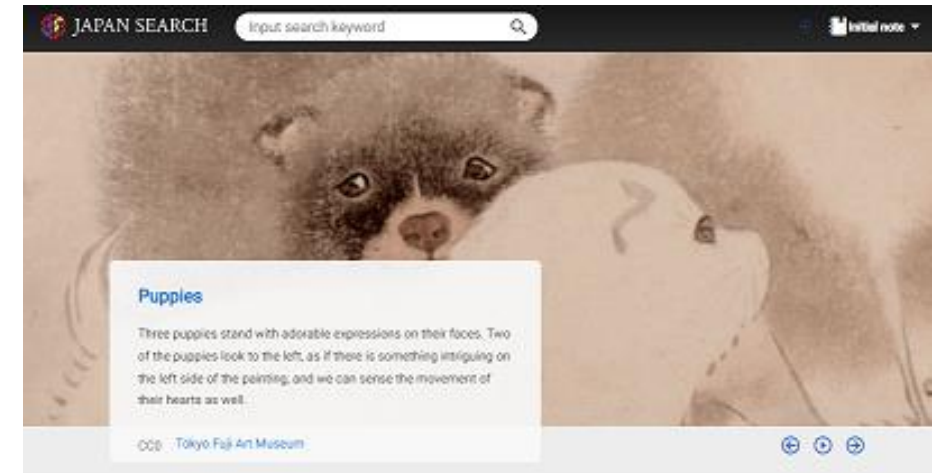 JAPAN SEARCH
Input search keyword
Initial note
Puppies
Three puppies stand with adorable expressions on their faces. Two
of the puppies look to the left, as if there is something intriguing on
the left side of the painting, and we can sense the movement of
their hearts as well.
CC0 Tokyo Fuji Art Museum